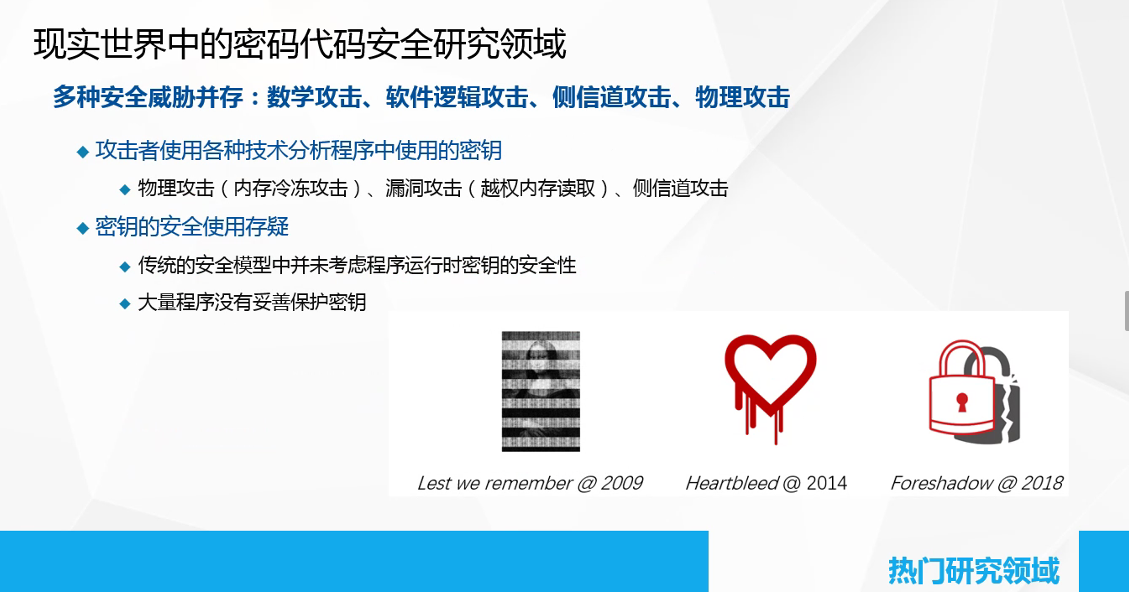 现实世界中的密码代码安全研究领域
多种安全威胁并存：数学攻击、软件逻辑攻击、侧信道攻击、物理攻击
◆ 攻击者使用各种技术分析程序中使用的密钥
◆ 物理攻击（内存冷冻攻击）、漏洞攻击（越权内存读取）、侧信道攻击
◆ 密钥的安全使用存疑
◆ 传统的安全模型中并未考虑程序运行时密钥的安全性
◆ 大量程序没有妥善保护密钥
Lest we remember @ 2009
Heartbleed @ 2014
Foreshadow @ 2018
热门研究领域